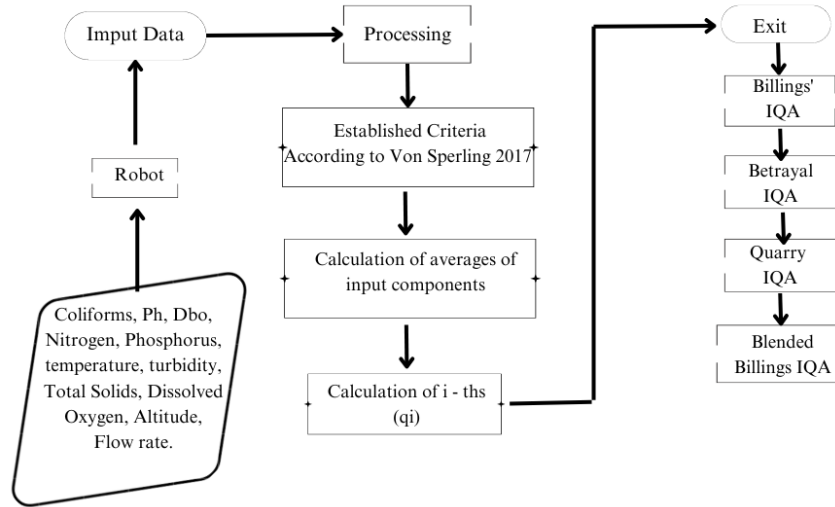 Imput Data
Processing
Exit
Robot
Coliforms, Ph, Dbo,
Nitrogen, Phosphorus,
temperature, turbidity,
Total Solids, Dissolved
Oxygen, Altitude,
Flow rate.
Established Criteria
According to Von Sperling 2017
Calculation of averages of
input components
Calculation of i - ths
(qi)
Billings'
IQA
Betrayal
IQA
Quarry
IQA
Blended
Billings IQA